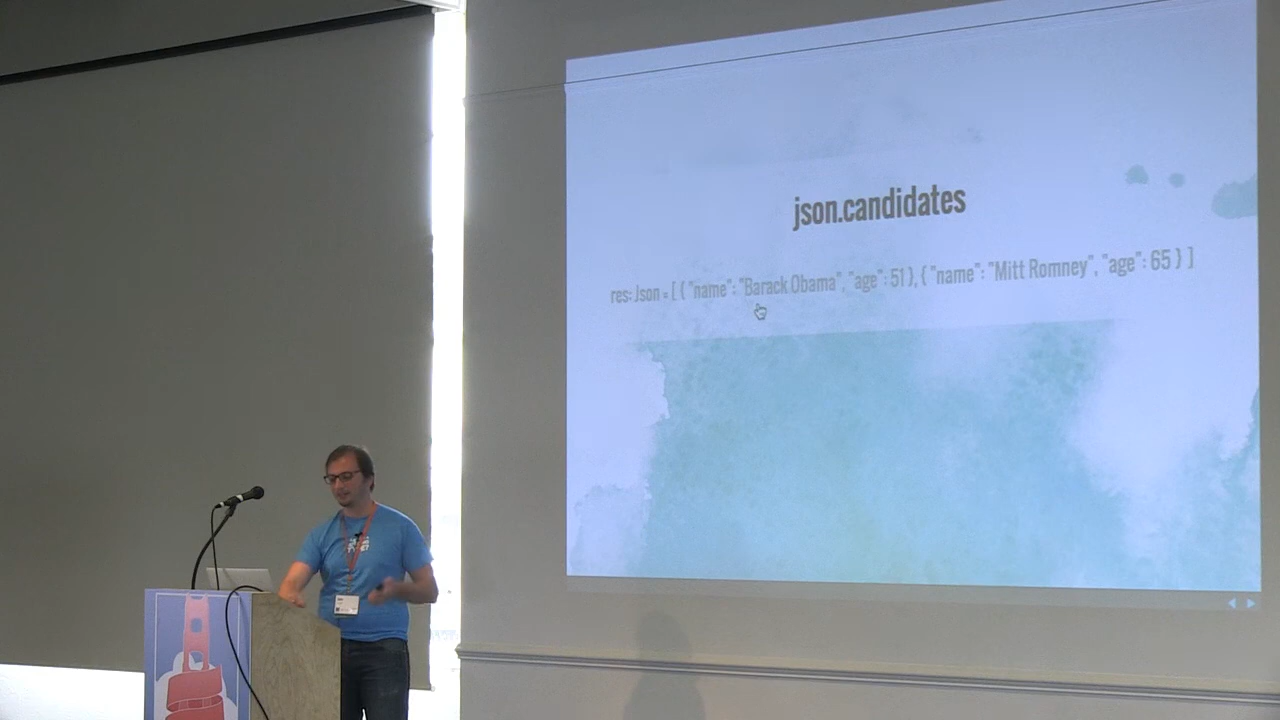 json.candidates
res: Json = [ { "name": "Barack Obama", "age": 51 }, { "name": "Mitt Romney", "age": 65 } ]